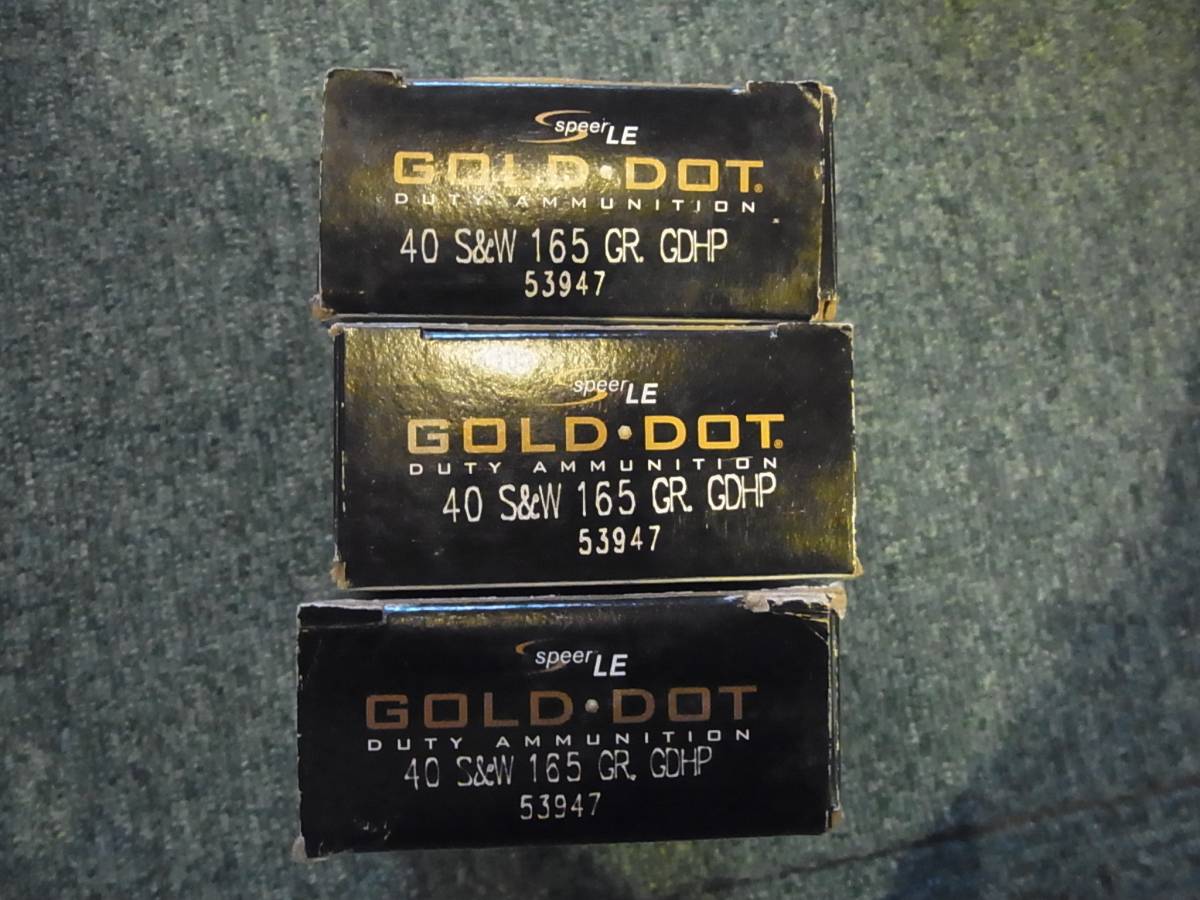 speer LE
GOLD•DOT®
DUTY AMMUNITION
40 S&W 165 GR. GDHP
53947
speer LE
GOLD•DOT®
DUTY AMMUNITION
40 S&W 165 GR. GDHP
53947
speer LE
GOLD•DOT
DUTY AMMUNITION
40 S&W 165 GR. GDHP
53947